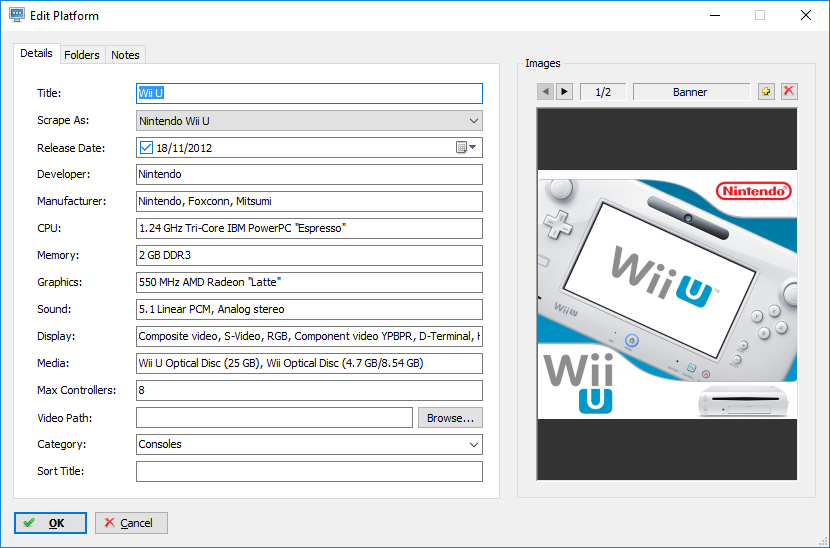 Edit Platform
Details Folders Notes
Title: Wii U
Scrape As: Nintendo Wii U
Release Date: 18/11/2012
Developer: Nintendo
Manufacturer: Nintendo, Foxconn, Mitsumi
CPU: 1.24 GHz Tri-Core IBM PowerPC "Espresso"
Memory: 2 GB DDR3
Graphics: 550 MHz AMD Radeon "Latte"
Sound: 5.1 Linear PCM, Analog stereo
Display: Composite video, S-Video, RGB, Component video YPBPR, D-Terminal, H
Media: Wii U Optical Disc (25 GB), Wii Optical Disc (4.7 GB/8.54 GB)
Max Controllers: 8
Video Path: Browse...
Category: Consoles
Sort Title:
OK Cancel
Images
1/2 Banner
Nintendo
Wii U™
Wii U
Wii U